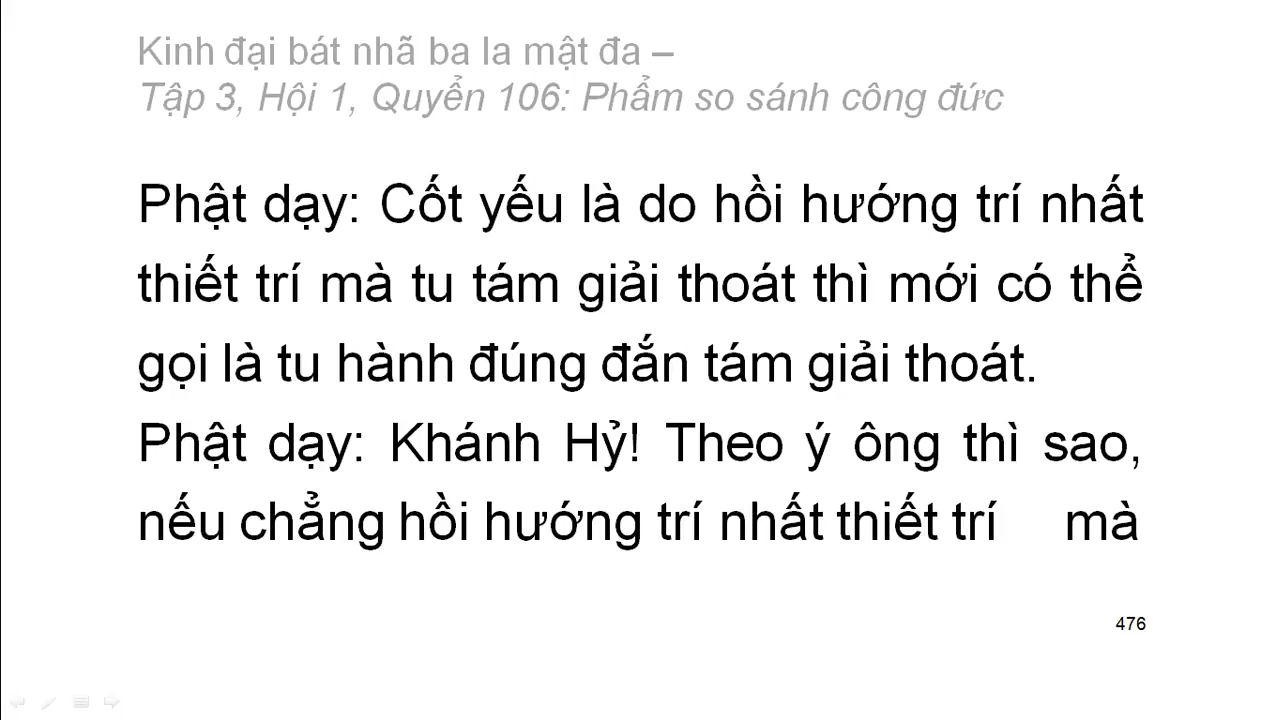 Kinh đại bát nhã ba la mật đa –
Tập 3, Hội 1, Quyển 106: Phẩm so sánh công đức
Phật dạy: Cốt yếu là do hồi hướng trí nhất
thiết trí mà tu tám giải thoát thì mới có thể
gọi là tu hành đúng đắn tám giải thoát.
Phật dạy: Khánh Hỷ! Theo ý ông thì sao,
nếu chẳng hồi hướng trí nhất thiết trí mà
476